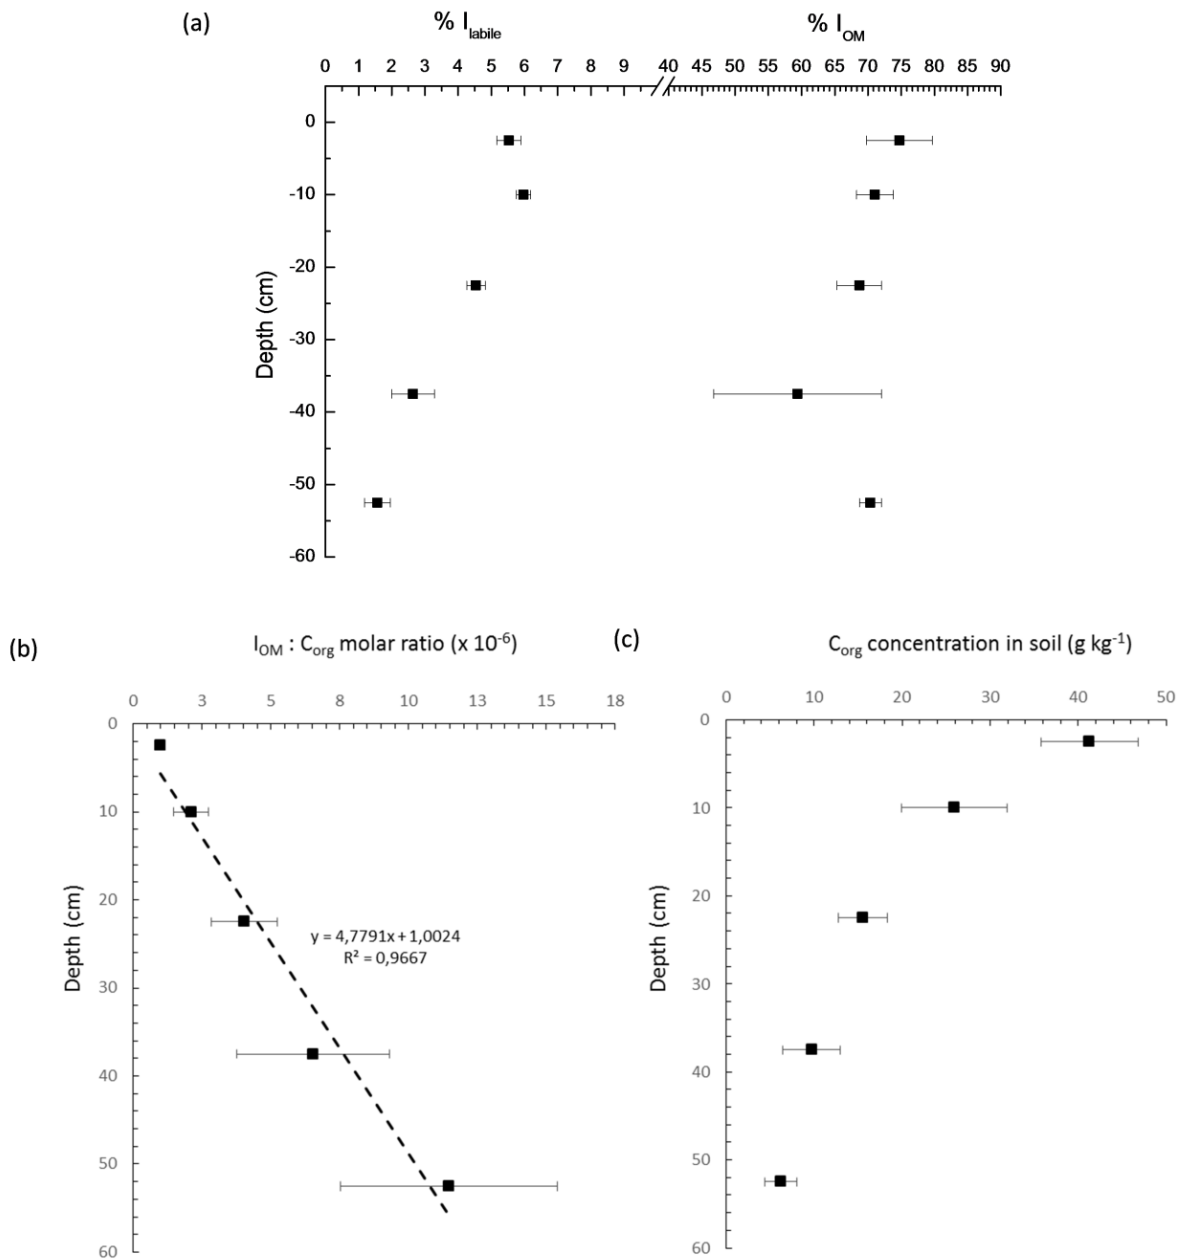 (a)
% I_labile
% I_OM
0 1 2 3 4 5 6 7 8 9 40 45 50 55 60 65 70 75 80 85 90
0
-10
-20
-30
-40
-50
-60
Depth (cm)
(b)
I_OM : C_org molar ratio (x 10^-6)
0 3 5 8 10 13 15 18
0
10
20
30
40
50
60
Depth (cm)
y = 4,7791x + 1,0024
R² = 0,9667
(c)
C_org concentration in soil (g kg^-1)
0 10 20 30 40 50
0
10
20
30
40
50
60
Depth (cm)